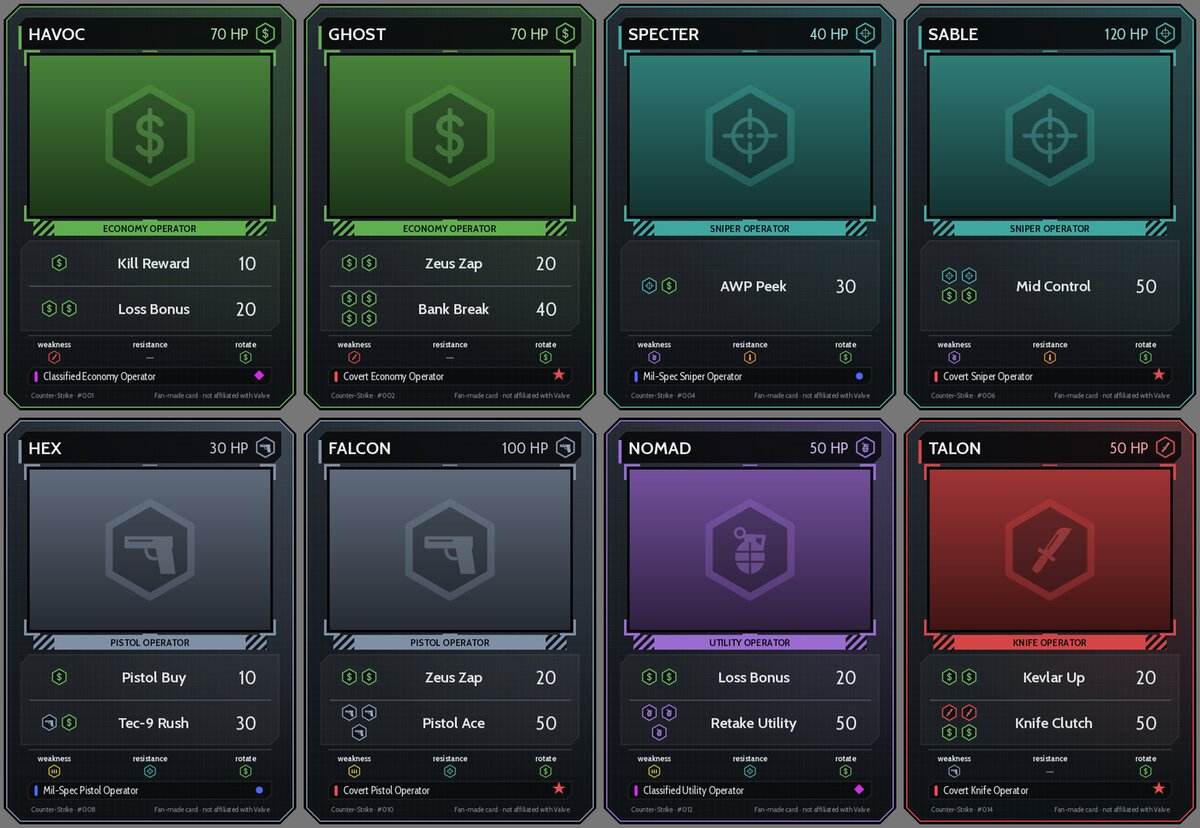 HAVOC 70 HP
ECONOMY OPERATOR
Kill Reward 10
Loss Bonus 20
weakness resistance rotate
—
Classified Economy Operator
Counter-Strike · #001 Fan-made card · not affiliated with Valve
GHOST 70 HP
ECONOMY OPERATOR
Zeus Zap 20
Bank Break 40
weakness resistance rotate
—
Covert Economy Operator
Counter-Strike · #002 Fan-made card · not affiliated with Valve
SPECTER 40 HP
SNIPER OPERATOR
AWP Peek 30
weakness resistance rotate
Mil-Spec Sniper Operator
Counter-Strike · #004 Fan-made card · not affiliated with Valve
SABLE 120 HP
SNIPER OPERATOR
Mid Control 50
weakness resistance rotate
Covert Sniper Operator
Counter-Strike · #006 Fan-made card · not affiliated with Valve
HEX 30 HP
PISTOL OPERATOR
Pistol Buy 10
Tec-9 Rush 30
weakness resistance rotate
Mil-Spec Pistol Operator
Counter-Strike · #008 Fan-made card · not affiliated with Valve
FALCON 100 HP
PISTOL OPERATOR
Zeus Zap 20
Pistol Ace 50
weakness resistance rotate
Covert Pistol Operator
Counter-Strike · #010 Fan-made card · not affiliated with Valve
NOMAD 50 HP
UTILITY OPERATOR
Loss Bonus 20
Retake Utility 50
weakness resistance rotate
Classified Utility Operator
Counter-Strike · #012 Fan-made card · not affiliated with Valve
TALON 50 HP
KNIFE OPERATOR
Kevlar Up 20
Knife Clutch 50
weakness resistance rotate
—
Covert Knife Operator
Counter-Strike · #014 Fan-made card · not affiliated with Valve